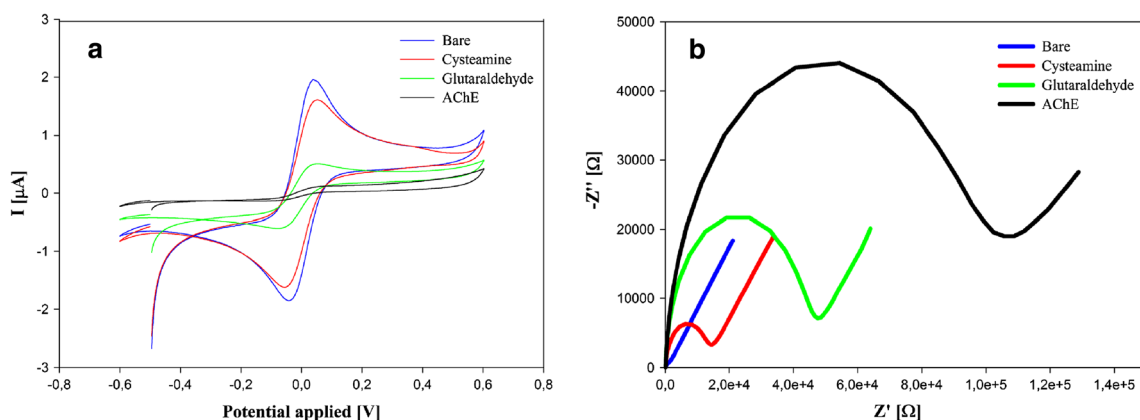 a
Bare
Cysteamine
Glutaraldehyde
AChE
3
2
1
0
-1
-2
-3
I [µA]
-0,8
-0,6
-0,4
-0,2
0,0
0,2
0,4
0,6
0,8
Potential applied [V]
b
Bare
Cysteamine
Glutaraldehyde
AChE
50000
40000
30000
20000
10000
0
-Z'' [Ω]
0,0
2,0e+4
4,0e+4
6,0e+4
8,0e+4
1,0e+5
1,2e+5
1,4e+5
Z' [Ω]